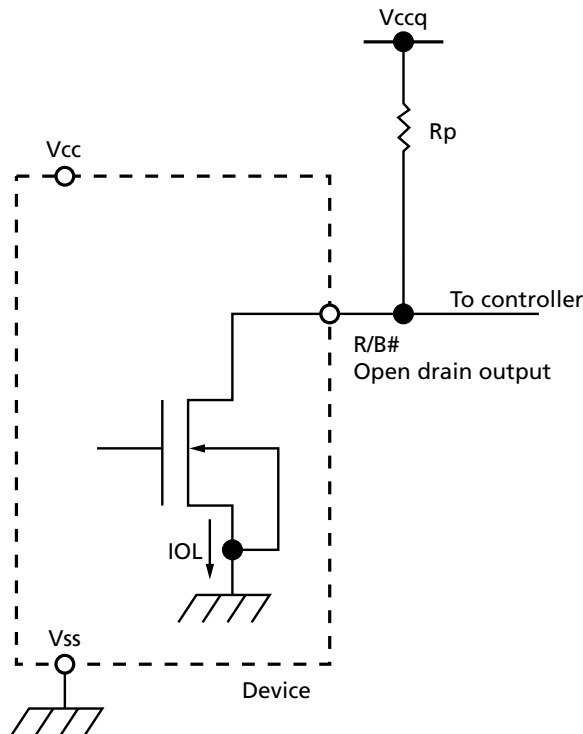 Vccq
Rp
Vcc
To controller
R/B#
Open drain output
IOL
Vss
Device